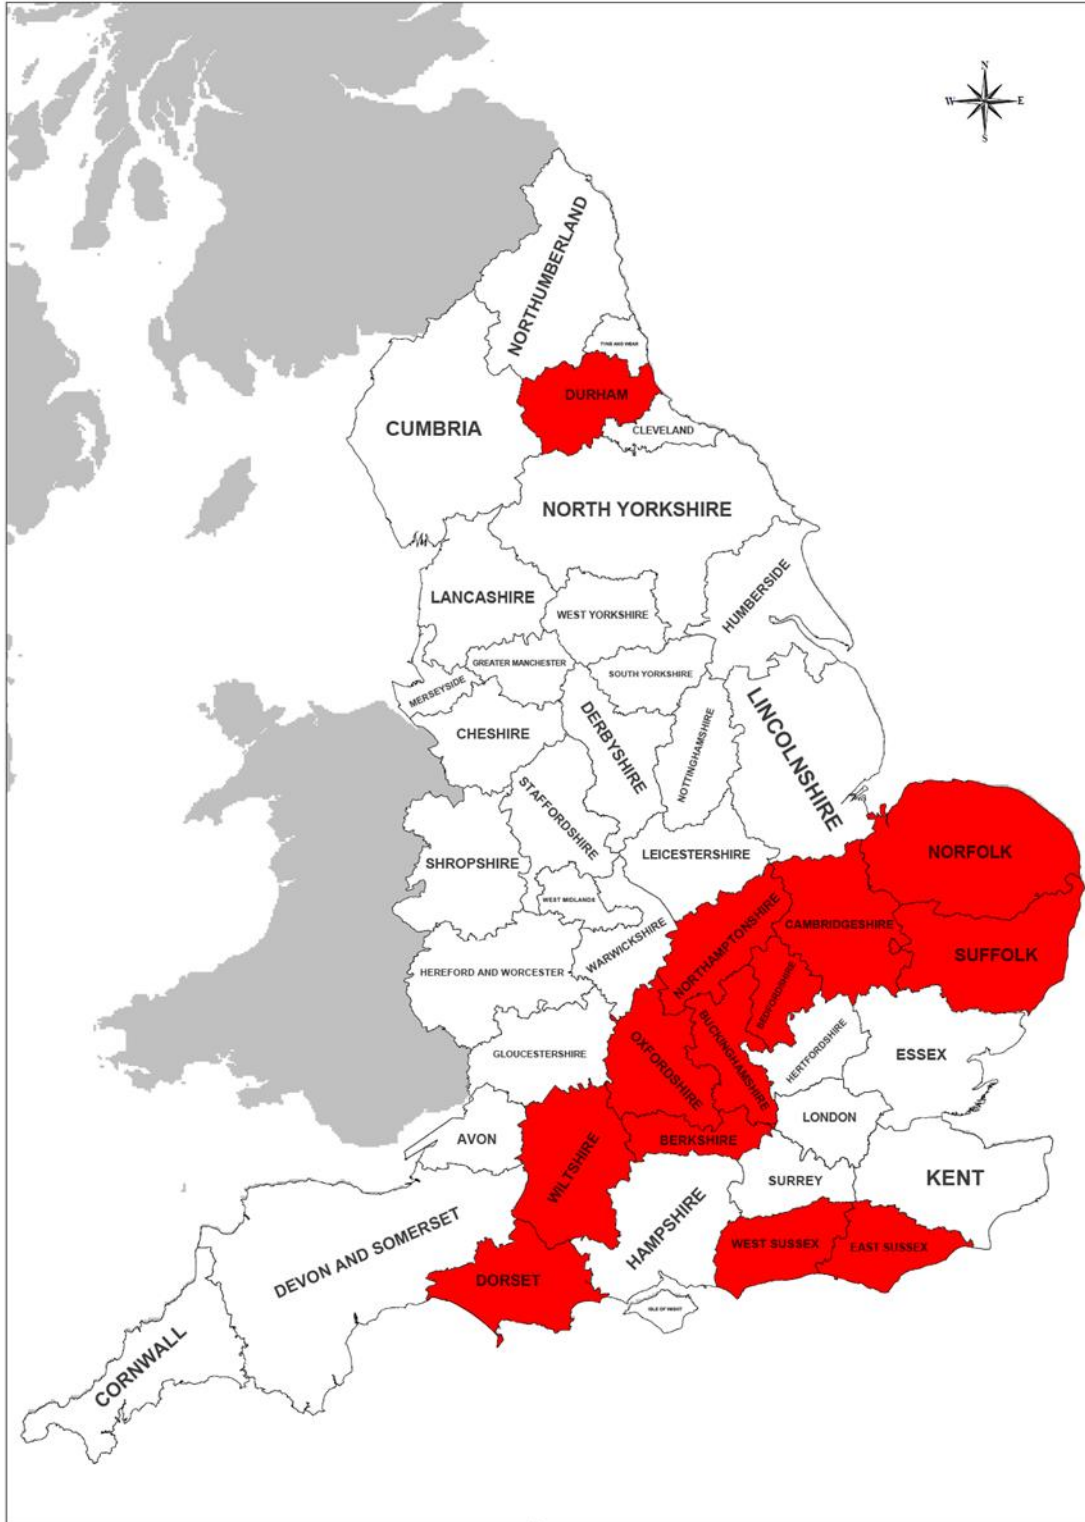 N
W E
S
NORTHUMBERLAND
TYNE AND WEAR
DURHAM
CUMBRIA
CLEVELAND
NORTH YORKSHIRE
LANCASHIRE
WEST YORKSHIRE
HUMBERSIDE
GREATER MANCHESTER
SOUTH YORKSHIRE
MERSEYSIDE
CHESHIRE
DERBYSHIRE
NOTTINGHAMSHIRE
LINCOLNSHIRE
STAFFORDSHIRE
SHROPSHIRE
LEICESTERSHIRE
NORFOLK
WEST MIDLANDS
WARWICKSHIRE
NORTHAMPTONSHIRE
CAMBRIDGESHIRE
SUFFOLK
HEREFORD AND WORCESTER
BEDFORDSHIRE
BUCKINGHAMSHIRE
GLOUCESTERSHIRE
OXFORDSHIRE
HERTFORDSHIRE
ESSEX
AVON
WILTSHIRE
BERKSHIRE
LONDON
SURREY
KENT
DEVON AND SOMERSET
HAMPSHIRE
WEST SUSSEX
EAST SUSSEX
DORSET
ISLE OF WIGHT
CORNWALL